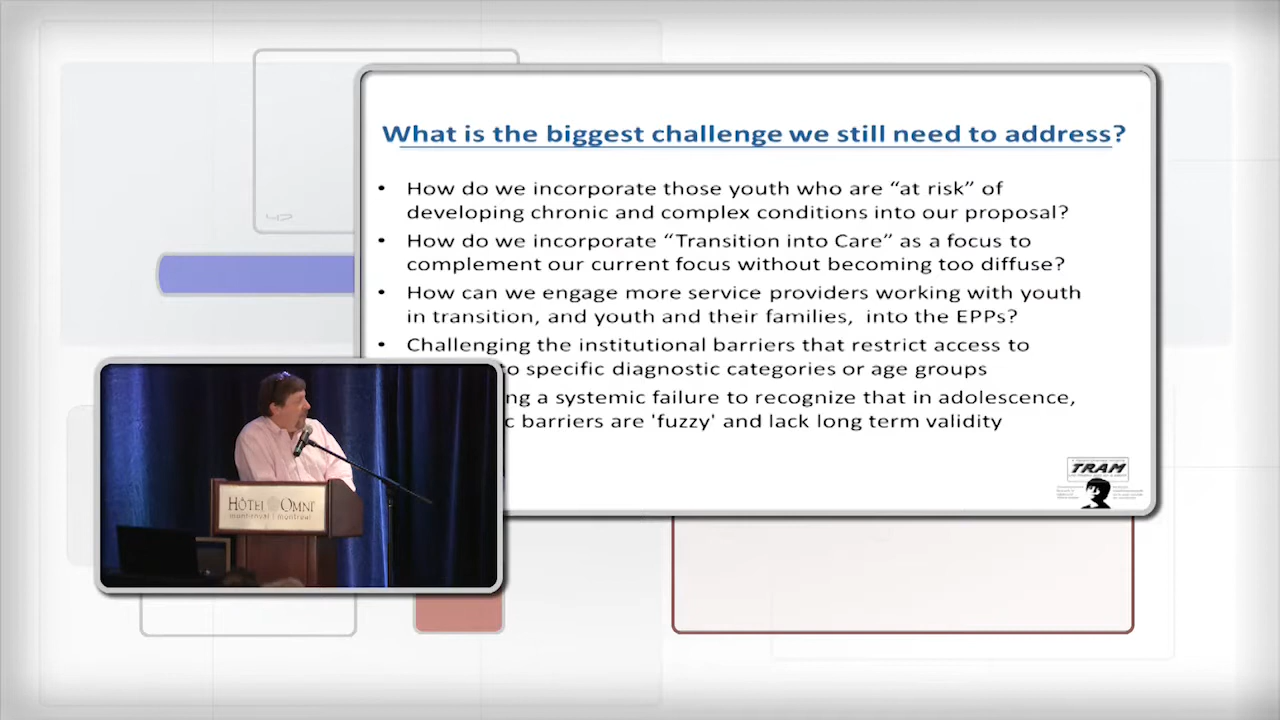 What is the biggest challenge we still need to address?
• How do we incorporate those youth who are “at risk” of
developing chronic and complex conditions into our proposal?
• How do we incorporate “Transition into Care” as a focus to
complement our current focus without becoming too diffuse?
• How can we engage more service providers working with youth
in transition, and youth and their families, into the EPPs?
• Challenging the institutional barriers that restrict access to
to specific diagnostic categories or age groups
ng a systemic failure to recognize that in adolescence,
c barriers are 'fuzzy' and lack long term validity
TRAM
HÔTEL OMNI
mont-royal | montreal